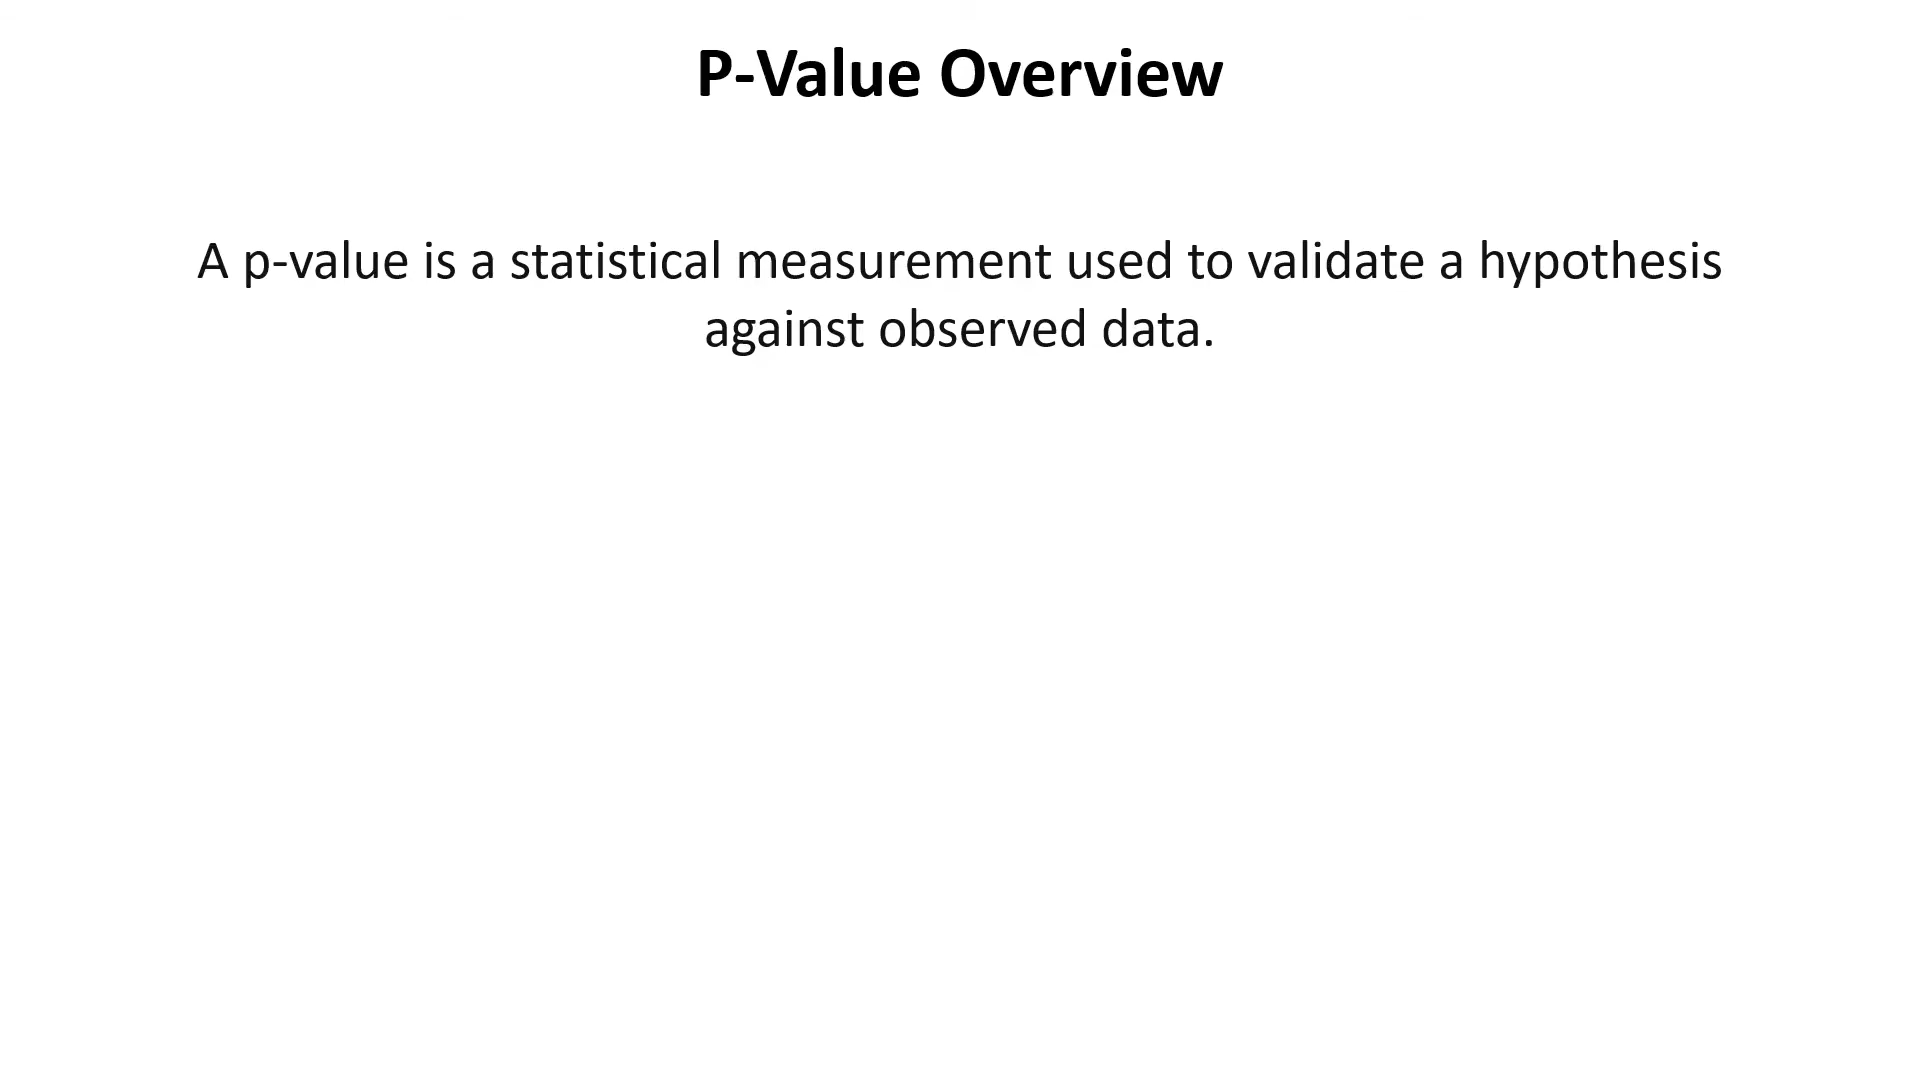 P-Value Overview
A p-value is a statistical measurement used to validate a hypothesis
against observed data.